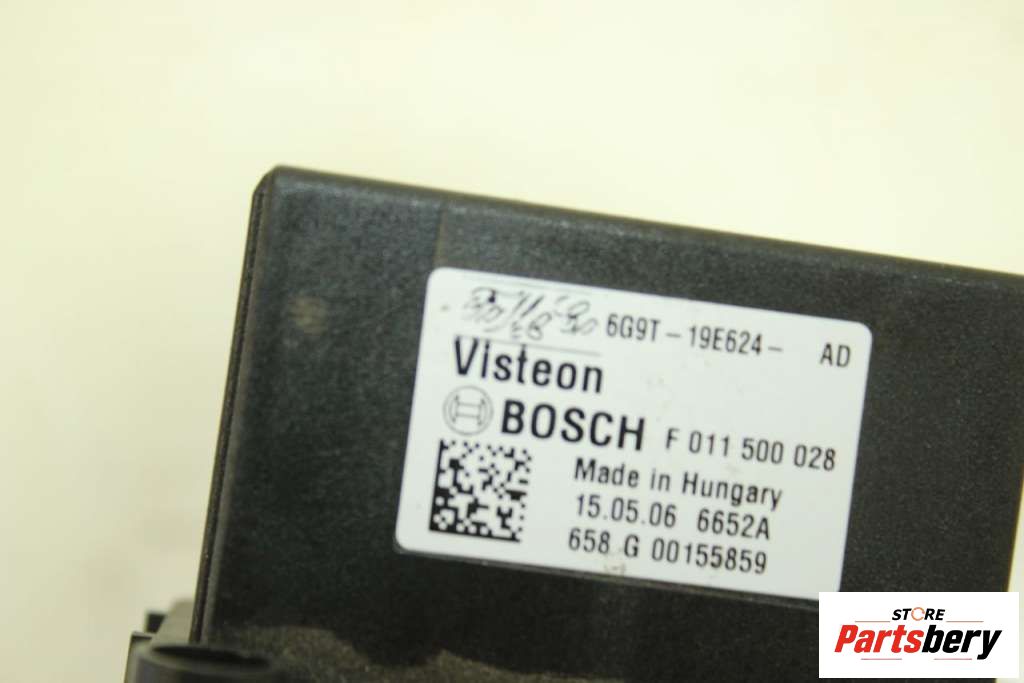 6G9T - 19E624 - AD
Visteon
BOSCH F 011 500 028
Made in Hungary
15.05.06 6652A
658 G 00155859
STORE
Partsbery